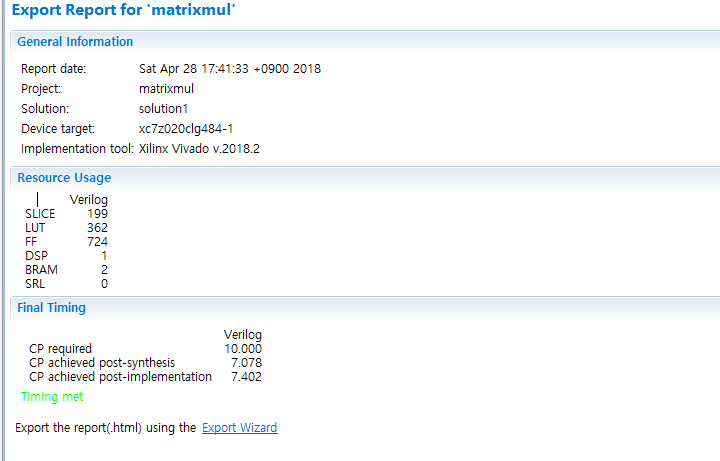 Export Report for 'matrixmul'
General Information
Report date: Sat Apr 28 17:41:33 +0900 2018
Project: matrixmul
Solution: solution1
Device target: xc7z020clg484-1
Implementation tool: Xilinx Vivado v.2018.2
Resource Usage
Verilog
SLICE 199
LUT 362
FF 724
DSP 1
BRAM 2
SRL 0
Final Timing
Verilog
CP required 10.000
CP achieved post-synthesis 7.078
CP achieved post-implementation 7.402
Timing met
Export the report(.html) using the Export Wizard